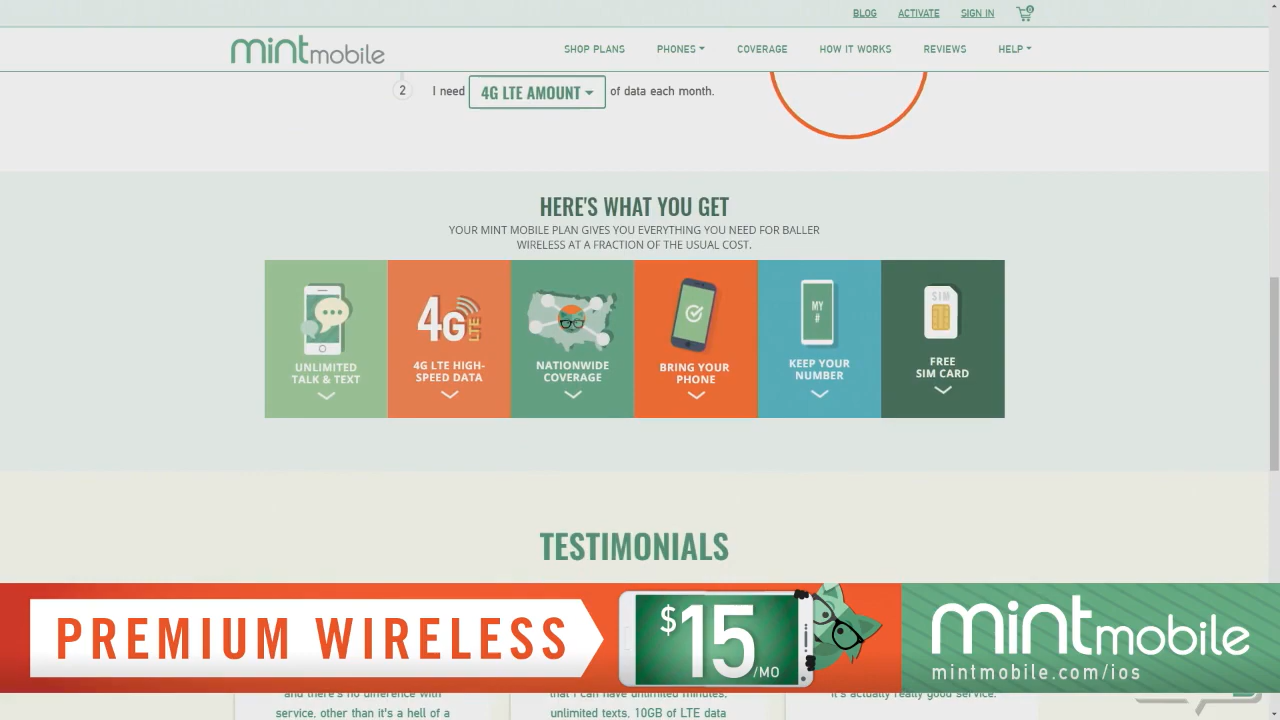 BLOG ACTIVATE SIGN IN 0
mintmobile
SHOP PLANS PHONES COVERAGE HOW IT WORKS REVIEWS HELP
2 I need 4G LTE AMOUNT of data each month.
HERE'S WHAT YOU GET
YOUR MINT MOBILE PLAN GIVES YOU EVERYTHING YOU NEED FOR BALLER
WIRELESS AT A FRACTION OF THE USUAL COST.
4G LTE
MY
#
SIM
UNLIMITED
TALK & TEXT
4G LTE HIGH-
SPEED DATA
NATIONWIDE
COVERAGE
BRING YOUR
PHONE
KEEP YOUR
NUMBER
FREE
SIM CARD
TESTIMONIALS
PREMIUM WIRELESS
$15/MO
mintmobile
mintmobile.com/ios
and there's no difference with
service, other than it's a hell of a
that I can have unlimited minutes,
unlimited texts, 10GB of LTE data
it's actually really good service.